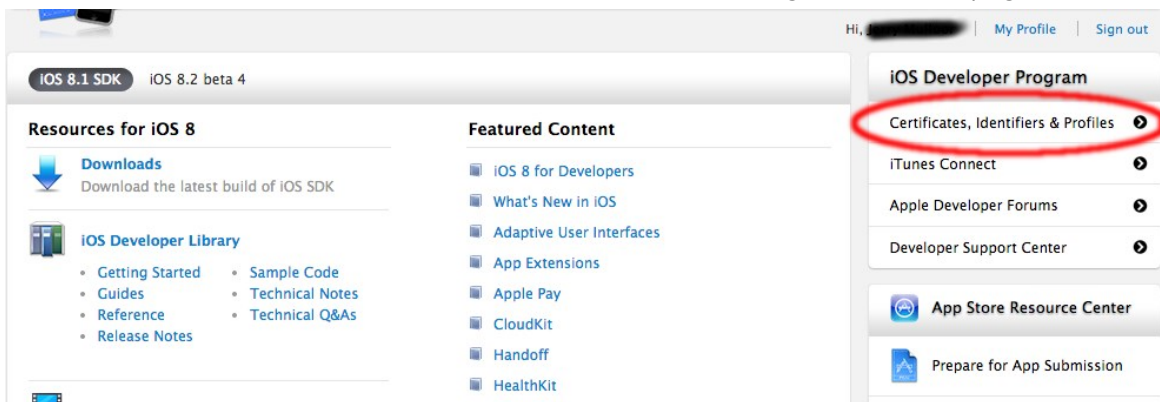 Hi,
My Profile
Sign out
iOS 8.1 SDK
iOS 8.2 beta 4
Resources for iOS 8
Downloads
Download the latest build of iOS SDK
iOS Developer Library
Getting Started
Guides
Reference
Release Notes
Sample Code
Technical Notes
Technical Q&As
Featured Content
iOS 8 for Developers
What's New in iOS
Adaptive User Interfaces
App Extensions
Apple Pay
CloudKit
Handoff
HealthKit
iOS Developer Program
Certificates, Identifiers & Profiles
iTunes Connect
Apple Developer Forums
Developer Support Center
App Store Resource Center
Prepare for App Submission